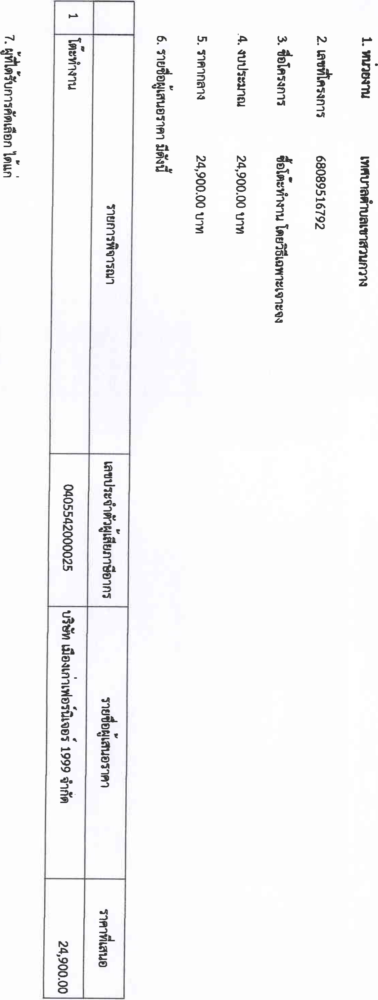 1. หน่วยงาน เทศบาลตำบลเขาสวนกวาง
2. เลขที่โครงการ 68089516792
3. ชื่อโครงการ ซื้อโต๊ะทำงาน โดยวิธีเฉพาะเจาะจง
4. งบประมาณ 24,900.00 บาท
5. ราคากลาง 24,900.00 บาท
6. รายชื่อผู้เสนอราคา มีดังนี้
รายการพิจารณา เลขประจำตัวผู้เสียภาษีอากร รายชื่อผู้เสนอราคา ราคาที่เสนอ
1 โต๊ะทำงาน 0405542000025 บริษัท เมืองเก่าเฟอร์นิเจอร์ 1999 จำกัด 24,900.00
7. ผู้ที่ได้รับการคัดเลือก ได้แก่